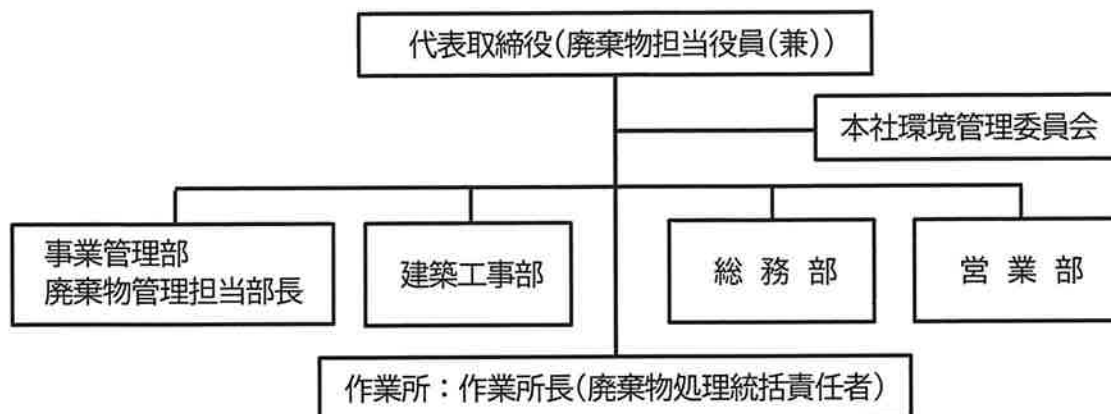 代表取締役(廃棄物担当役員(兼))
本社環境管理委員会
事業管理部
廃棄物管理担当部長
建築工事部
総務部
営業部
作業所:作業所長(廃棄物処理統括責任者)